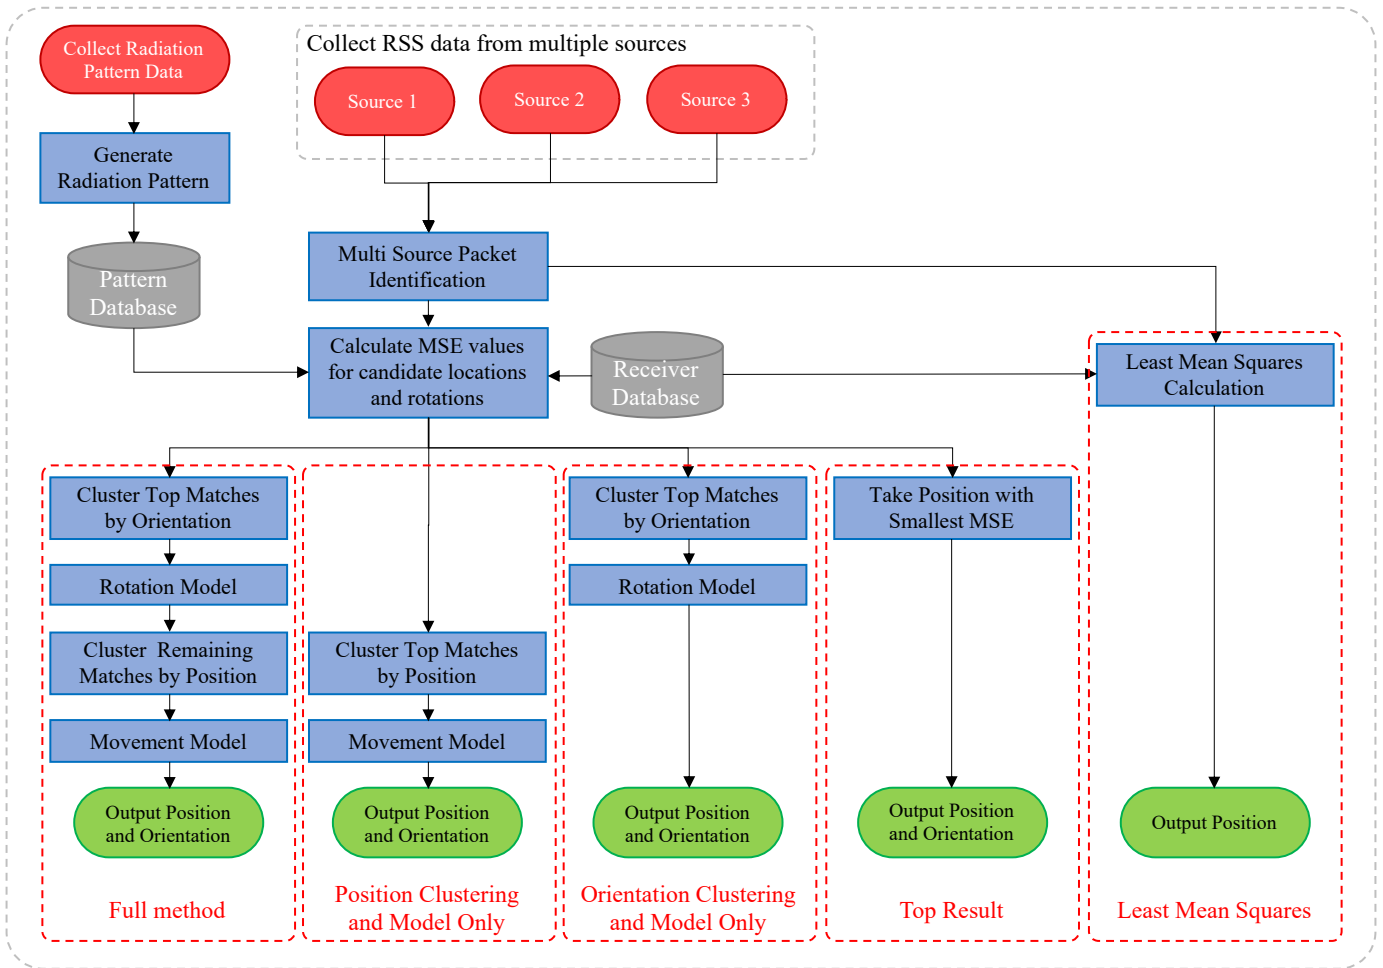 Collect Radiation
Pattern Data
Collect RSS data from multiple sources
Source 1
Source 2
Source 3
Generate
Radiation Pattern
Pattern
Database
Multi Source Packet
Identification
Calculate MSE values
for candidate locations
and rotations
Receiver
Database
Least Mean Squares
Calculation
Cluster Top Matches
by Orientation
Rotation Model
Cluster Remaining
Matches by Position
Movement Model
Output Position
and Orientation
Full method
Cluster Top Matches
by Position
Movement Model
Output Position
and Orientation
Position Clustering
and Model Only
Cluster Top Matches
by Orientation
Rotation Model
Output Position
and Orientation
Orientation Clustering
and Model Only
Take Position with
Smallest MSE
Output Position
and Orientation
Top Result
Output Position
Least Mean Squares